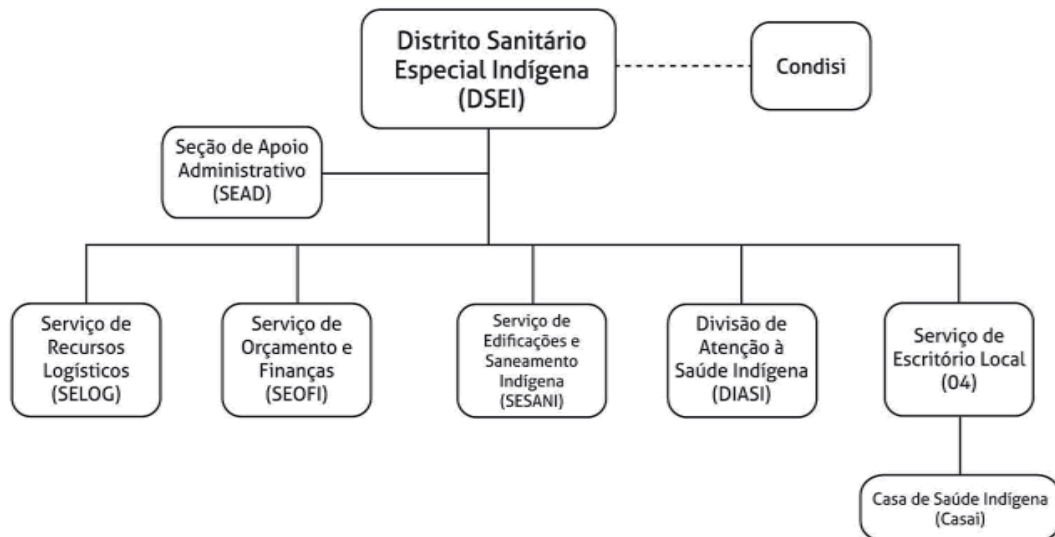 Distrito Sanitário
Especial Indígena
(DSEI)
Condisi
Seção de Apoio
Administrativo
(SEAD)
Serviço de
Recursos
Logísticos
(SELOG)
Serviço de
Orçamento e
Finanças
(SEOFI)
Serviço de
Edificações e
Saneamento
Indígena
(SESANI)
Divisão de
Atenção à
Saúde Indígena
(DIASI)
Serviço de
Escritório Local
(04)
Casa de Saúde Indígena
(Casai)